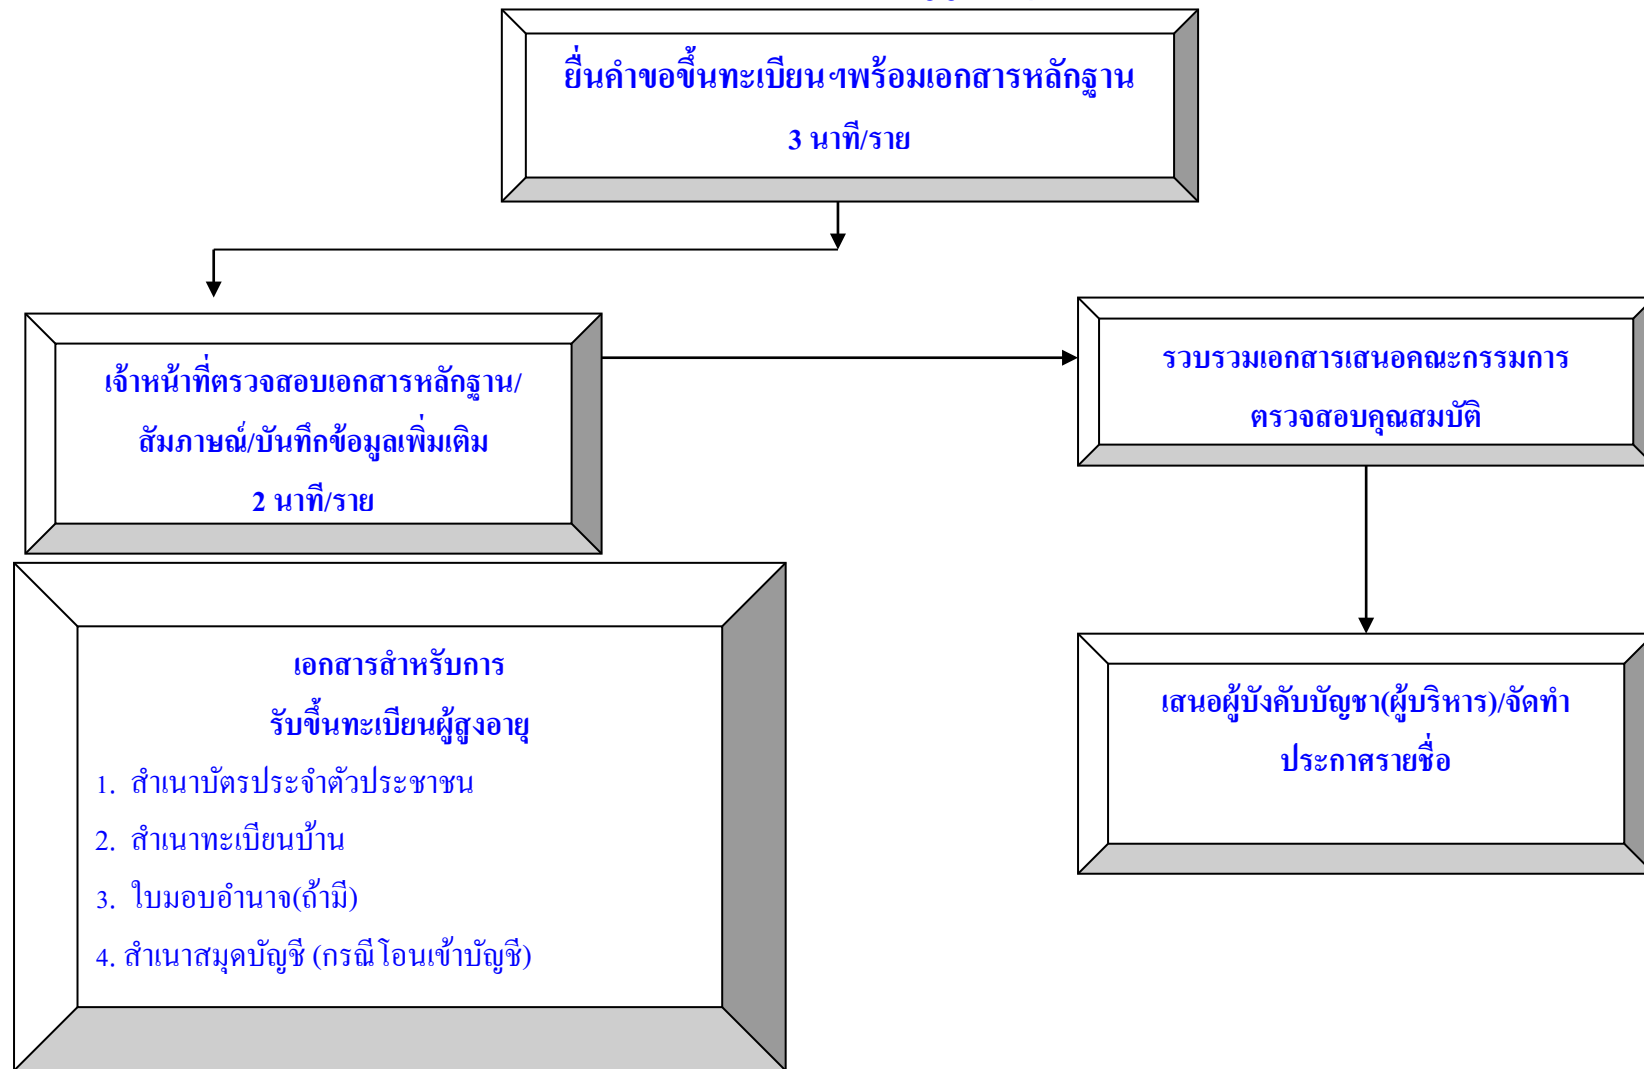 ยื่นคำขอขึ้นทะเบียนฯพร้อมเอกสารหลักฐาน
3 นาที/ราย
เจ้าหน้าที่ตรวจสอบเอกสารหลักฐาน/
สัมภาษณ์/บันทึกข้อมูลเพิ่มเติม
2 นาที/ราย
รวบรวมเอกสารเสนอคณะกรรมการ
ตรวจสอบคุณสมบัติ
เสนอผู้บังคับบัญชา(ผู้บริหาร)/จัดทำ
ประกาศรายชื่อ
เอกสารสำหรับการ
รับขึ้นทะเบียนผู้สูงอายุ
1. สำเนาบัตรประจำตัวประชาชน
2. สำเนาทะเบียนบ้าน
3. ใบมอบอำนาจ(ถ้ามี)
4. สำเนาสมุดบัญชี (กรณีโอนเข้าบัญชี)